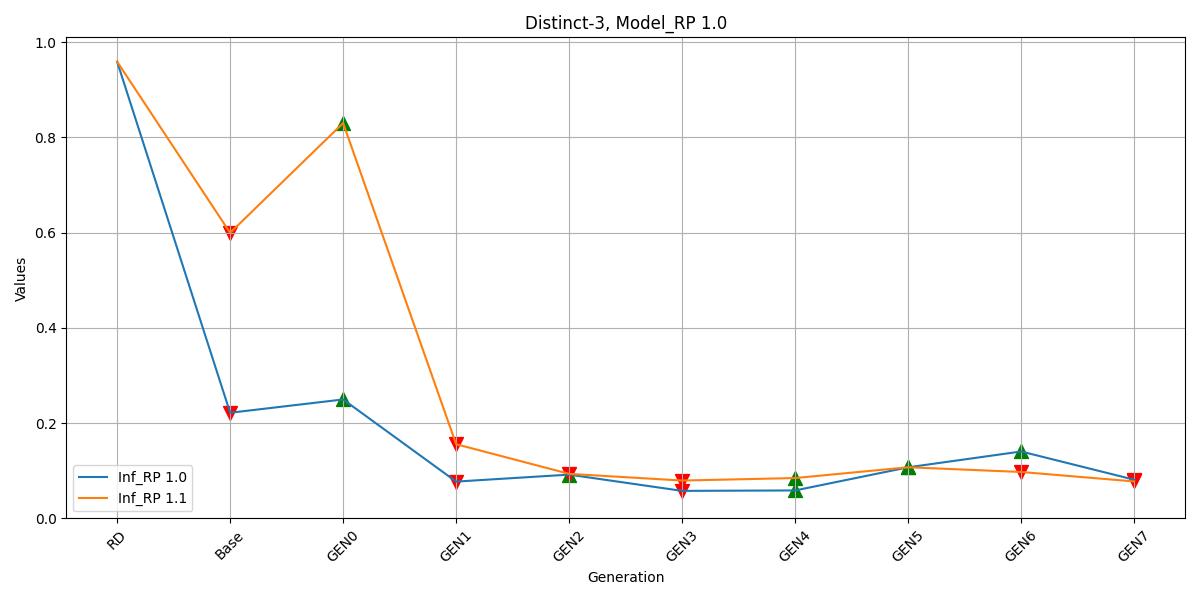 Distinct-3, Model_RP 1.0
Values
1.0
0.8
0.6
0.4
0.2
0.0
Inf_RP 1.0
Inf_RP 1.1
RD
Base
GEN0
GEN1
GEN2
GEN3
GEN4
GEN5
GEN6
GEN7
Generation